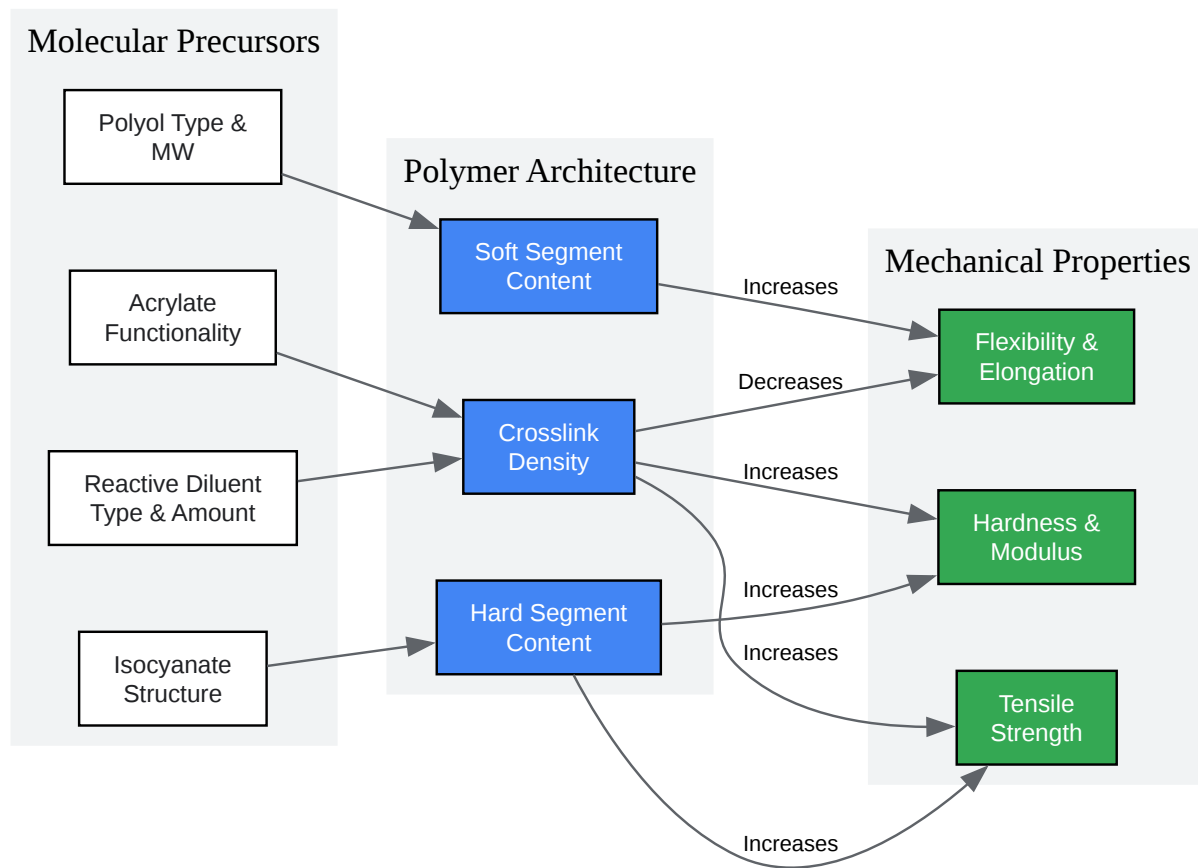 Molecular Precursors
Polyol Type &
MW
Acrylate
Functionality
Reactive Diluent
Type & Amount
Isocyanate
Structure
Polymer Architecture
Soft Segment
Content
Crosslink
Density
Hard Segment
Content
Increases
Decreases
Increases
Increases
Increases
Increases
Mechanical Properties
Flexibility &
Elongation
Hardness &
Modulus
Tensile
Strength